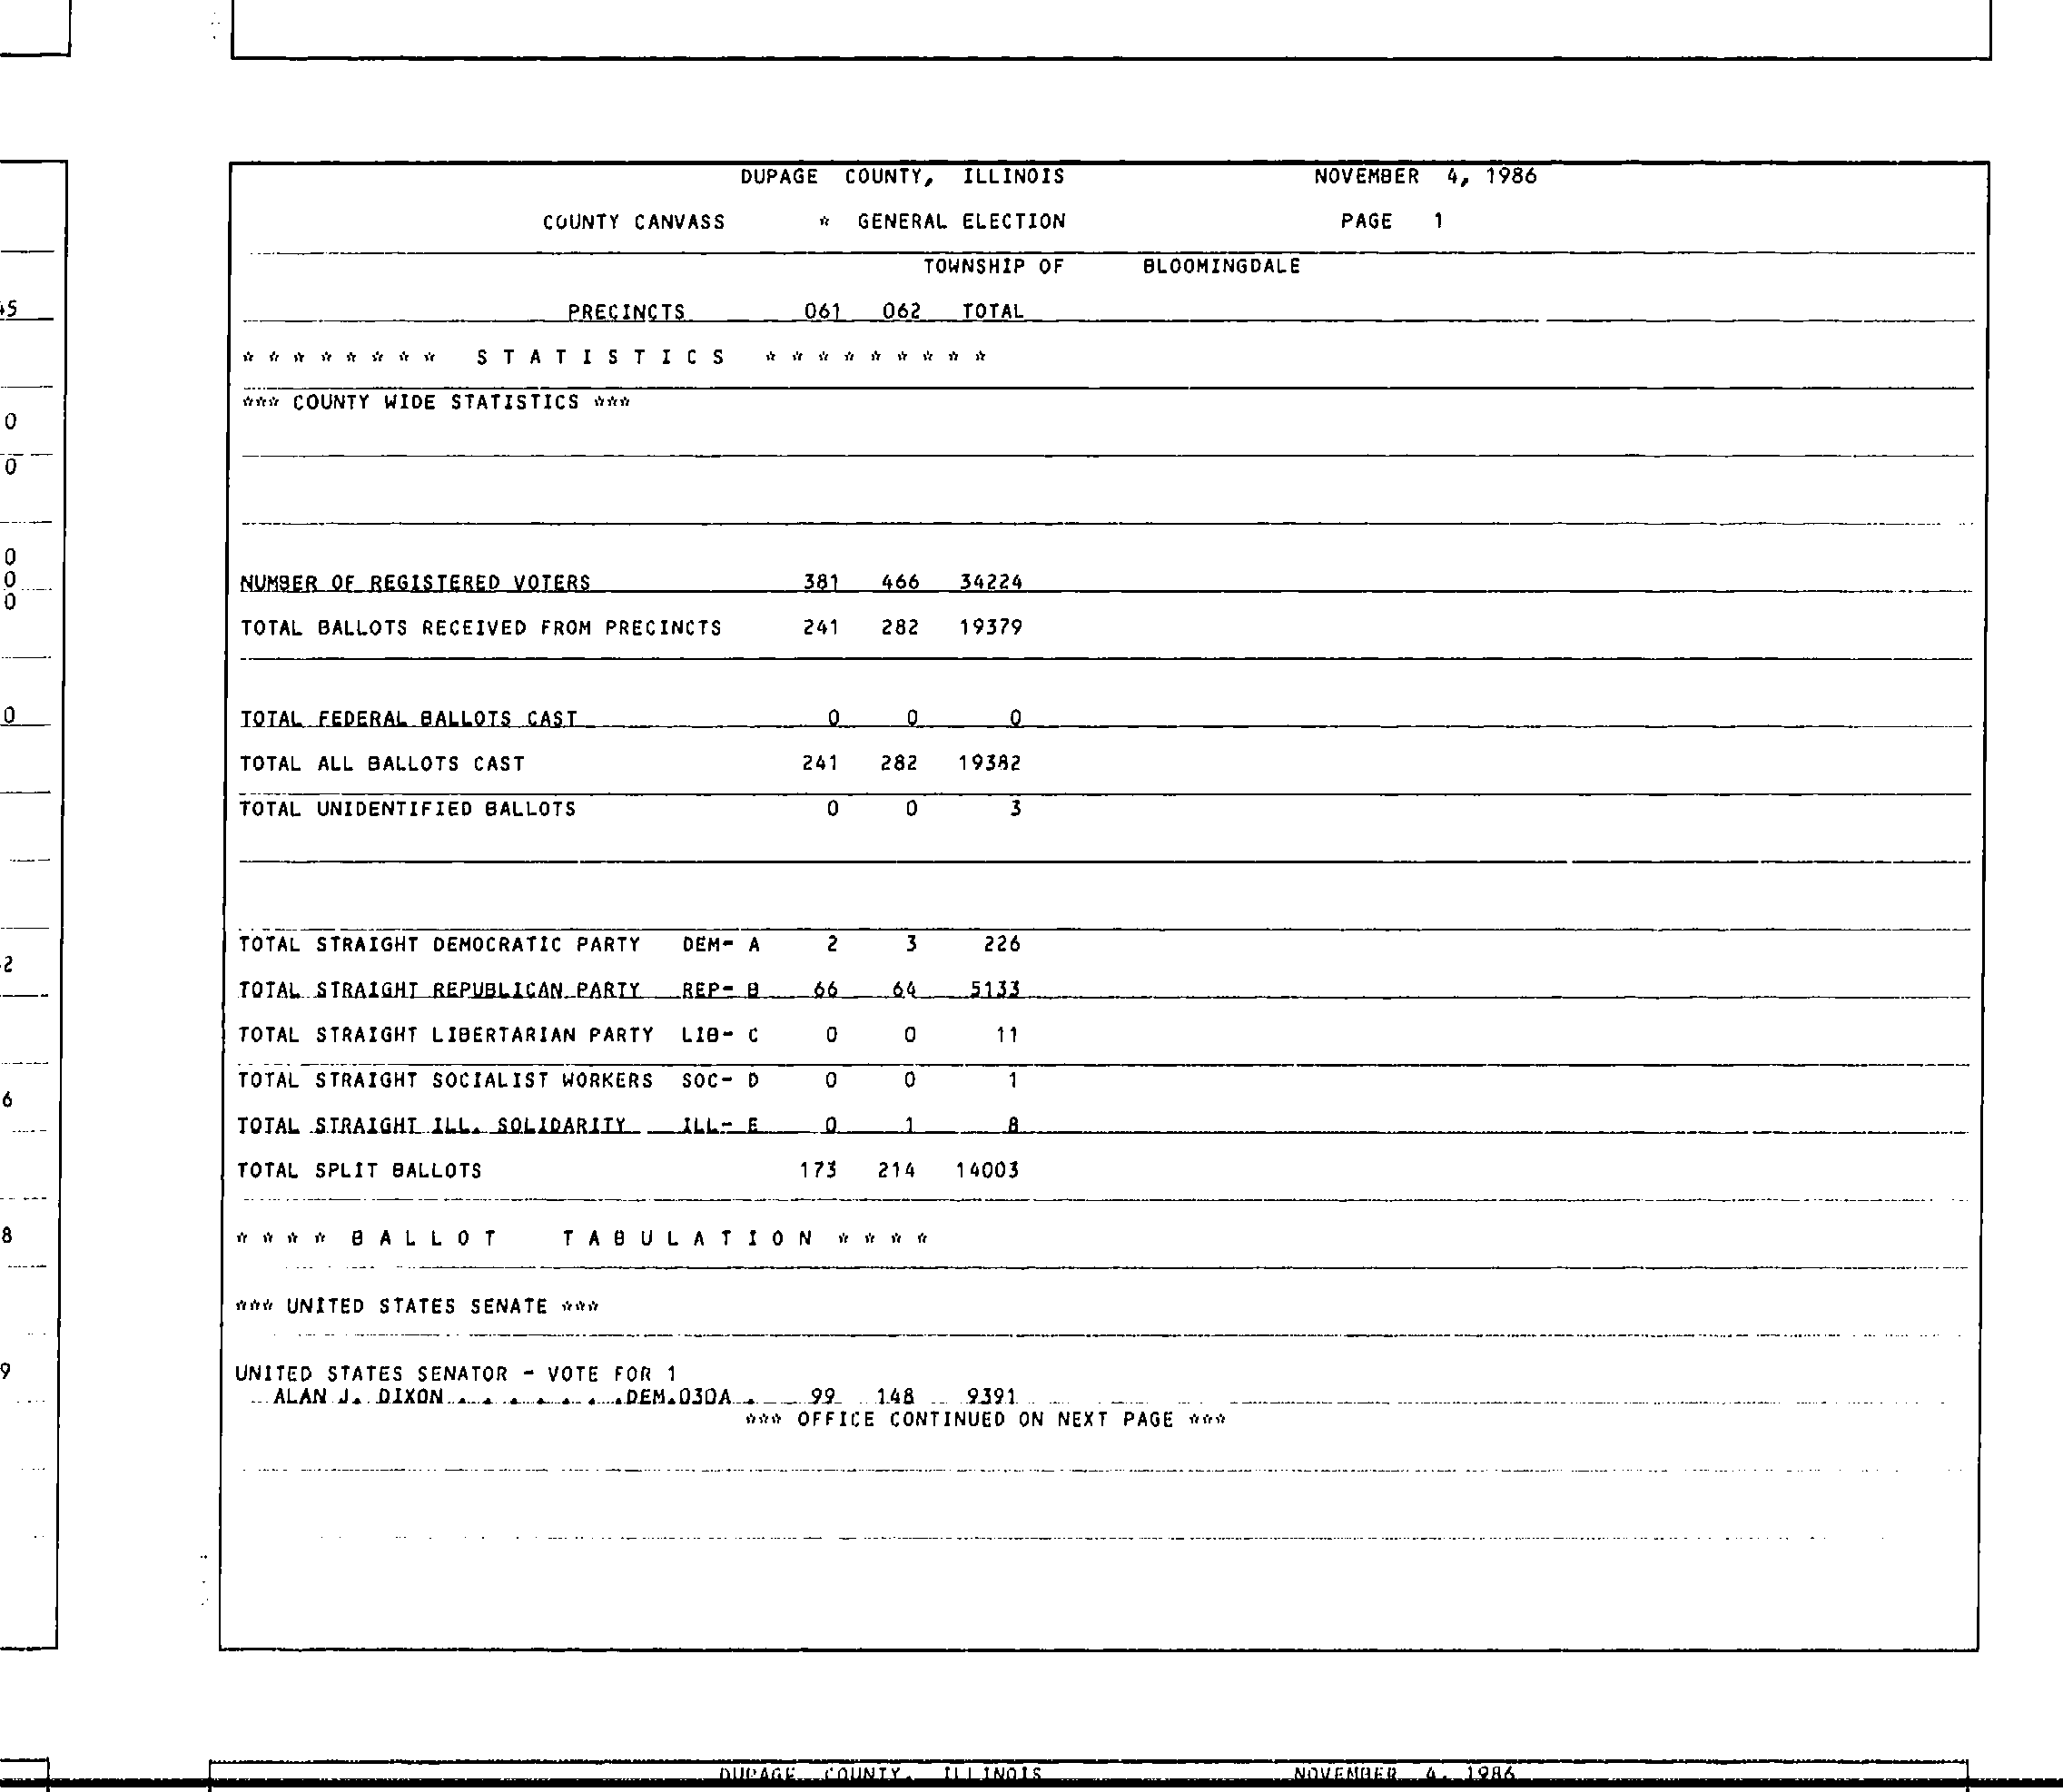 DUPAGE COUNTY, ILLINOIS NOVEMBER 4, 1986
COUNTY CANVASS * GENERAL ELECTION PAGE 1
TOWNSHIP OF BLOOMINGDALE
PRECINCTS 061 062 TOTAL
* * * * * * * * S T A T I S T I C S * * * * * * * * *
*** COUNTY WIDE STATISTICS ***
0
0
0
0
0
NUMBER OF REGISTERED VOTERS 381 466 34224
TOTAL BALLOTS RECEIVED FROM PRECINCTS 241 282 19379
0
TOTAL FEDERAL BALLOTS CAST 0 0 0
TOTAL ALL BALLOTS CAST 241 282 19382
TOTAL UNIDENTIFIED BALLOTS 0 0 3
TOTAL STRAIGHT DEMOCRATIC PARTY DEM- A 2 3 226
TOTAL STRAIGHT REPUBLICAN PARTY REP- B 66 64 5133
TOTAL STRAIGHT LIBERTARIAN PARTY LIB- C 0 0 11
TOTAL STRAIGHT SOCIALIST WORKERS SOC- D 0 0 1
6
TOTAL STRAIGHT ILL. SOLIDARITY ILL- E 0 1 8
TOTAL SPLIT BALLOTS 173 214 14003
8
* * * * B A L L O T T A B U L A T I O N * * * *
*** UNITED STATES SENATE ***
9
UNITED STATES SENATOR - VOTE FOR 1
ALAN J. DIXON . . . . . . . .DEM.030A . 99 148 9391
*** OFFICE CONTINUED ON NEXT PAGE ***
DUPAGE COUNTY, ILLINOIS NOVEMBER 4, 1986